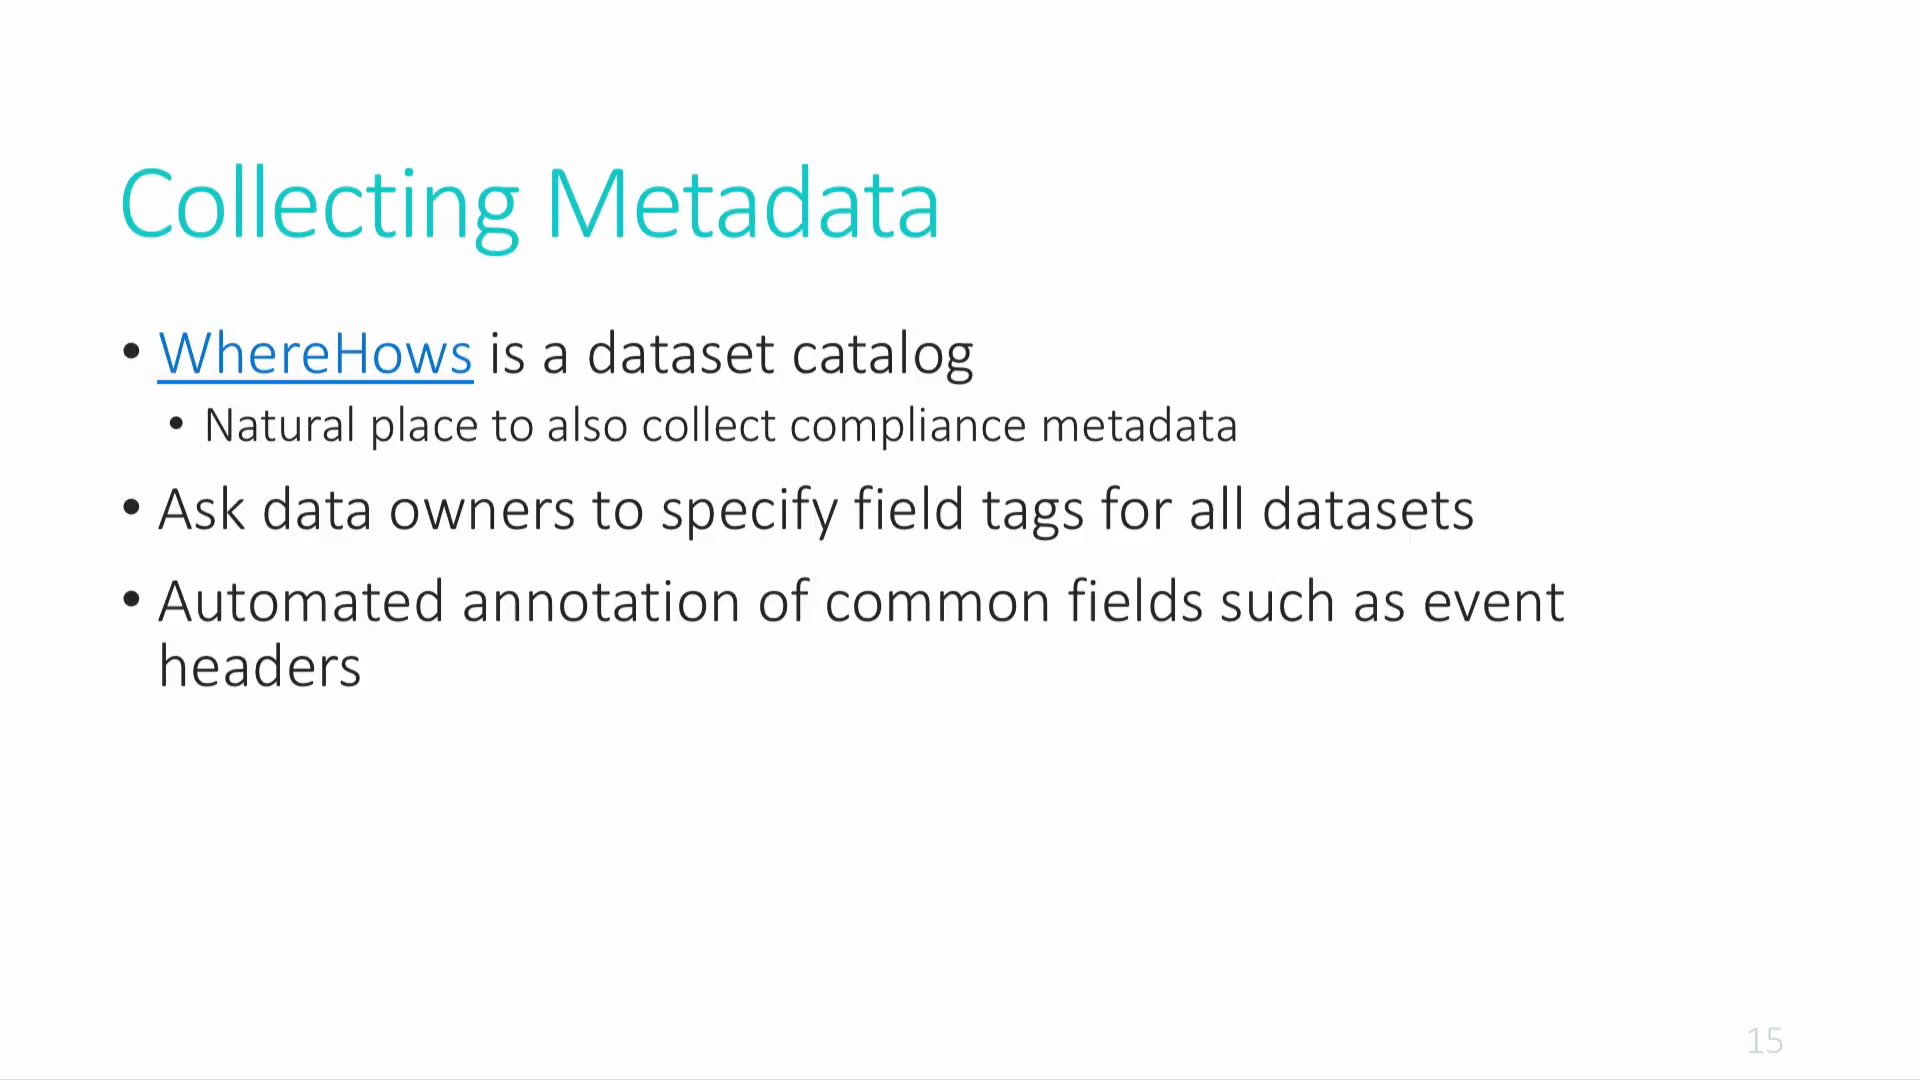 Collecting Metadata
• WhereHows is a dataset catalog
• Natural place to also collect compliance metadata
• Ask data owners to specify field tags for all datasets
• Automated annotation of common fields such as event
headers
15